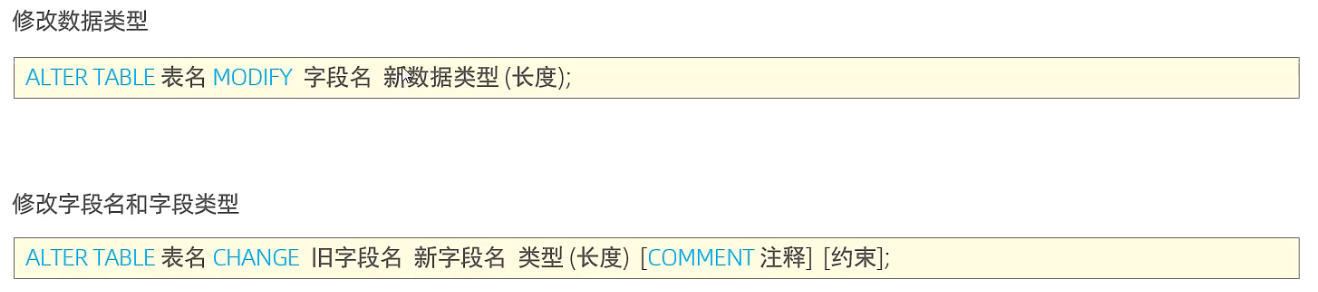 修改数据类型
ALTER TABLE 表名 MODIFY 字段名 新数据类型 (长度);
修改字段名和字段类型
ALTER TABLE 表名 CHANGE 旧字段名 新字段名 类型 (长度) [COMMENT 注释] [约束];